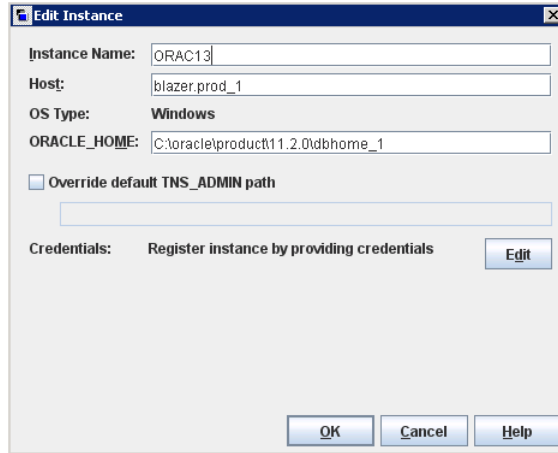 Edit Instance
Instance Name: ORAC13
Host: blazer.prod_1
OS Type: Windows
ORACLE_HOME: C:\oracle\product\11.2.0\dbhome_1
Override default TNS_ADMIN path
Credentials: Register instance by providing credentials Edit
OK Cancel Help